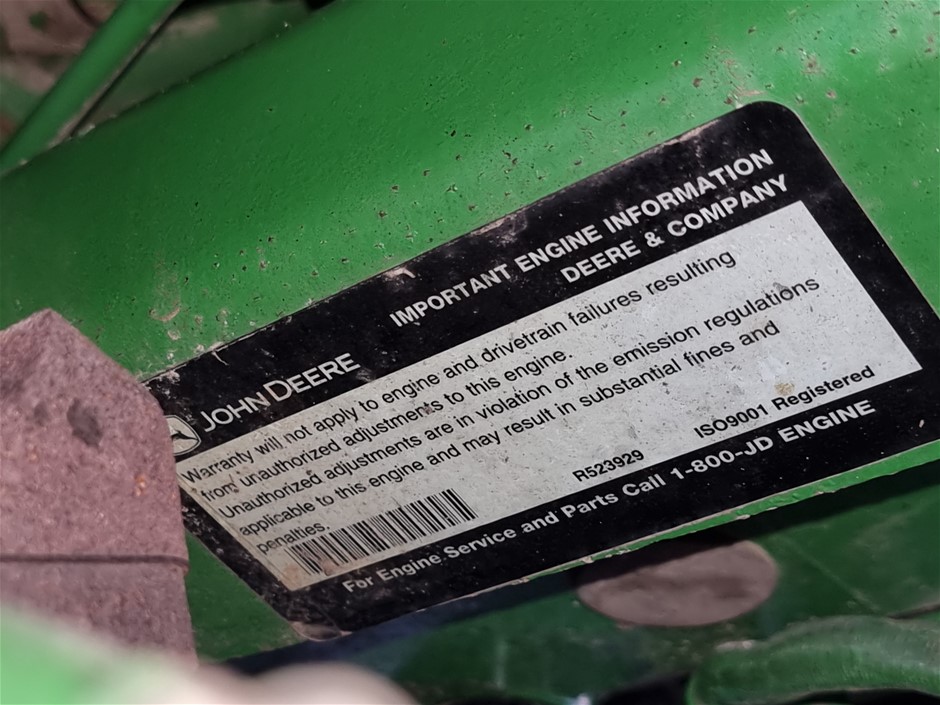 IMPORTANT ENGINE INFORMATION
DEERE & COMPANY
JOHN DEERE
Warranty will not apply to engine and drivetrain failures resulting
from unauthorized adjustments to this engine.
Unauthorized adjustments are in violation of the emission regulations
applicable to this engine and may result in substantial fines and
penalties.
R523929
ISO9001 Registered
For Engine Service and Parts Call 1-800-JD ENGINE